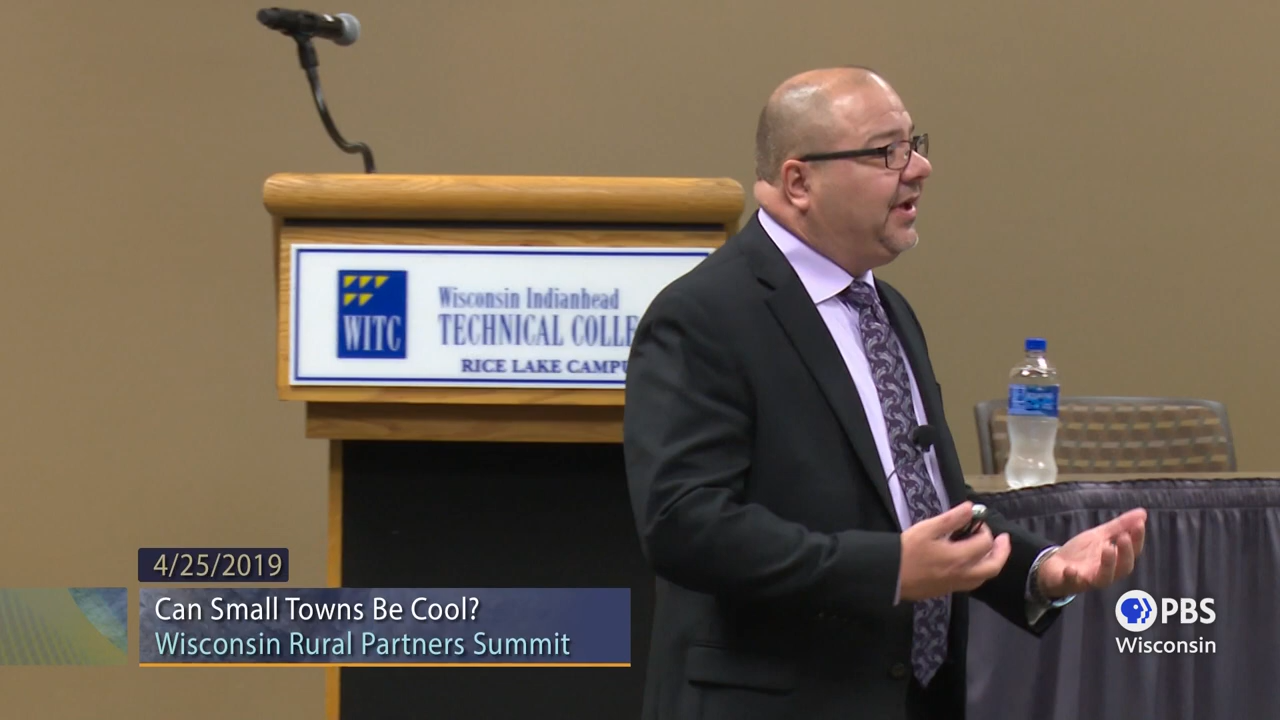 Wisconsin Indianhead
WITC
TECHNICAL COLLE
RICE LAKE CAMPU
4/25/2019
Can Small Towns Be Cool?
Wisconsin Rural Partners Summit
PBS
Wisconsin